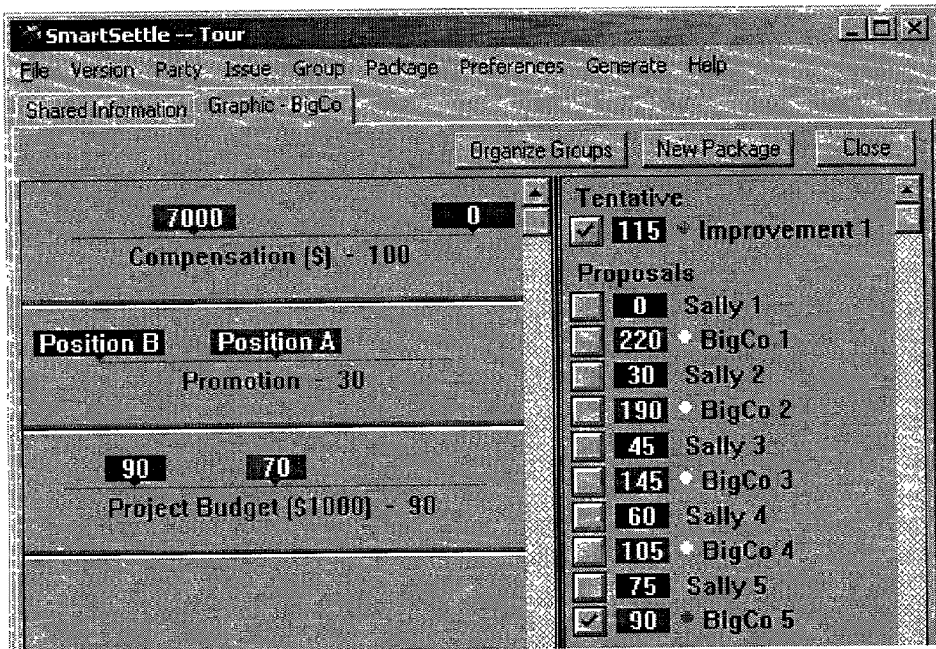 SmartSettle -- Tour
File Version Party Issue Group Package Preferences Generate Help
Shared Information Graphic - BigCo
Organize Groups New Package Close
7000 0
Compensation ($) - 100
Position B Position A
Promotion - 30
90 70
Project Budget ($1000) - 90
Tentative
115 Improvement 1
Proposals
0 Sally 1
220 BigCo 1
30 Sally 2
190 BigCo 2
45 Sally 3
145 BigCo 3
60 Sally 4
105 BigCo 4
75 Sally 5
90 BigCo 5